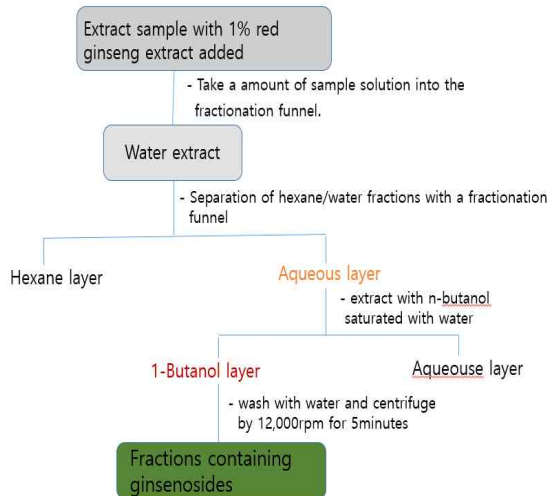 Extract sample with 1% red
ginseng extract added
- Take a amount of sample solution into the
fractionation funnel.
Water extract
- Separation of hexane/water fractions with a fractionation
funnel
Hexane layer
Aqueous layer
- extract with n-butanol
saturated with water
1-Butanol layer
Aqueouse layer
- wash with water and centrifuge
by 12,000rpm for 5minutes
Fractions containing
ginsenosides